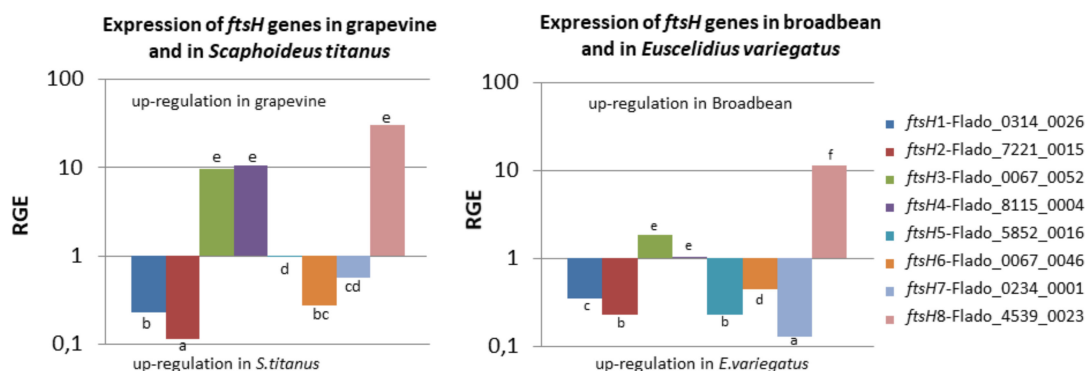 Expression of ftsH genes in grapevine
and in Scaphoideus titanus
100
10
1
0,1
RGE
up-regulation in grapevine
b
a
e
e
d
bc
cd
e
up-regulation in S.titanus
Expression of ftsH genes in broadbean
and in Euscelidius variegatus
100
10
1
0,1
RGE
up-regulation in Broadbean
c
b
e
e
b
d
a
f
up-regulation in E.variegatus
ftsH1-Flado_0314_0026
ftsH2-Flado_7221_0015
ftsH3-Flado_0067_0052
ftsH4-Flado_8115_0004
ftsH5-Flado_5852_0016
ftsH6-Flado_0067_0046
ftsH7-Flado_0234_0001
ftsH8-Flado_4539_0023